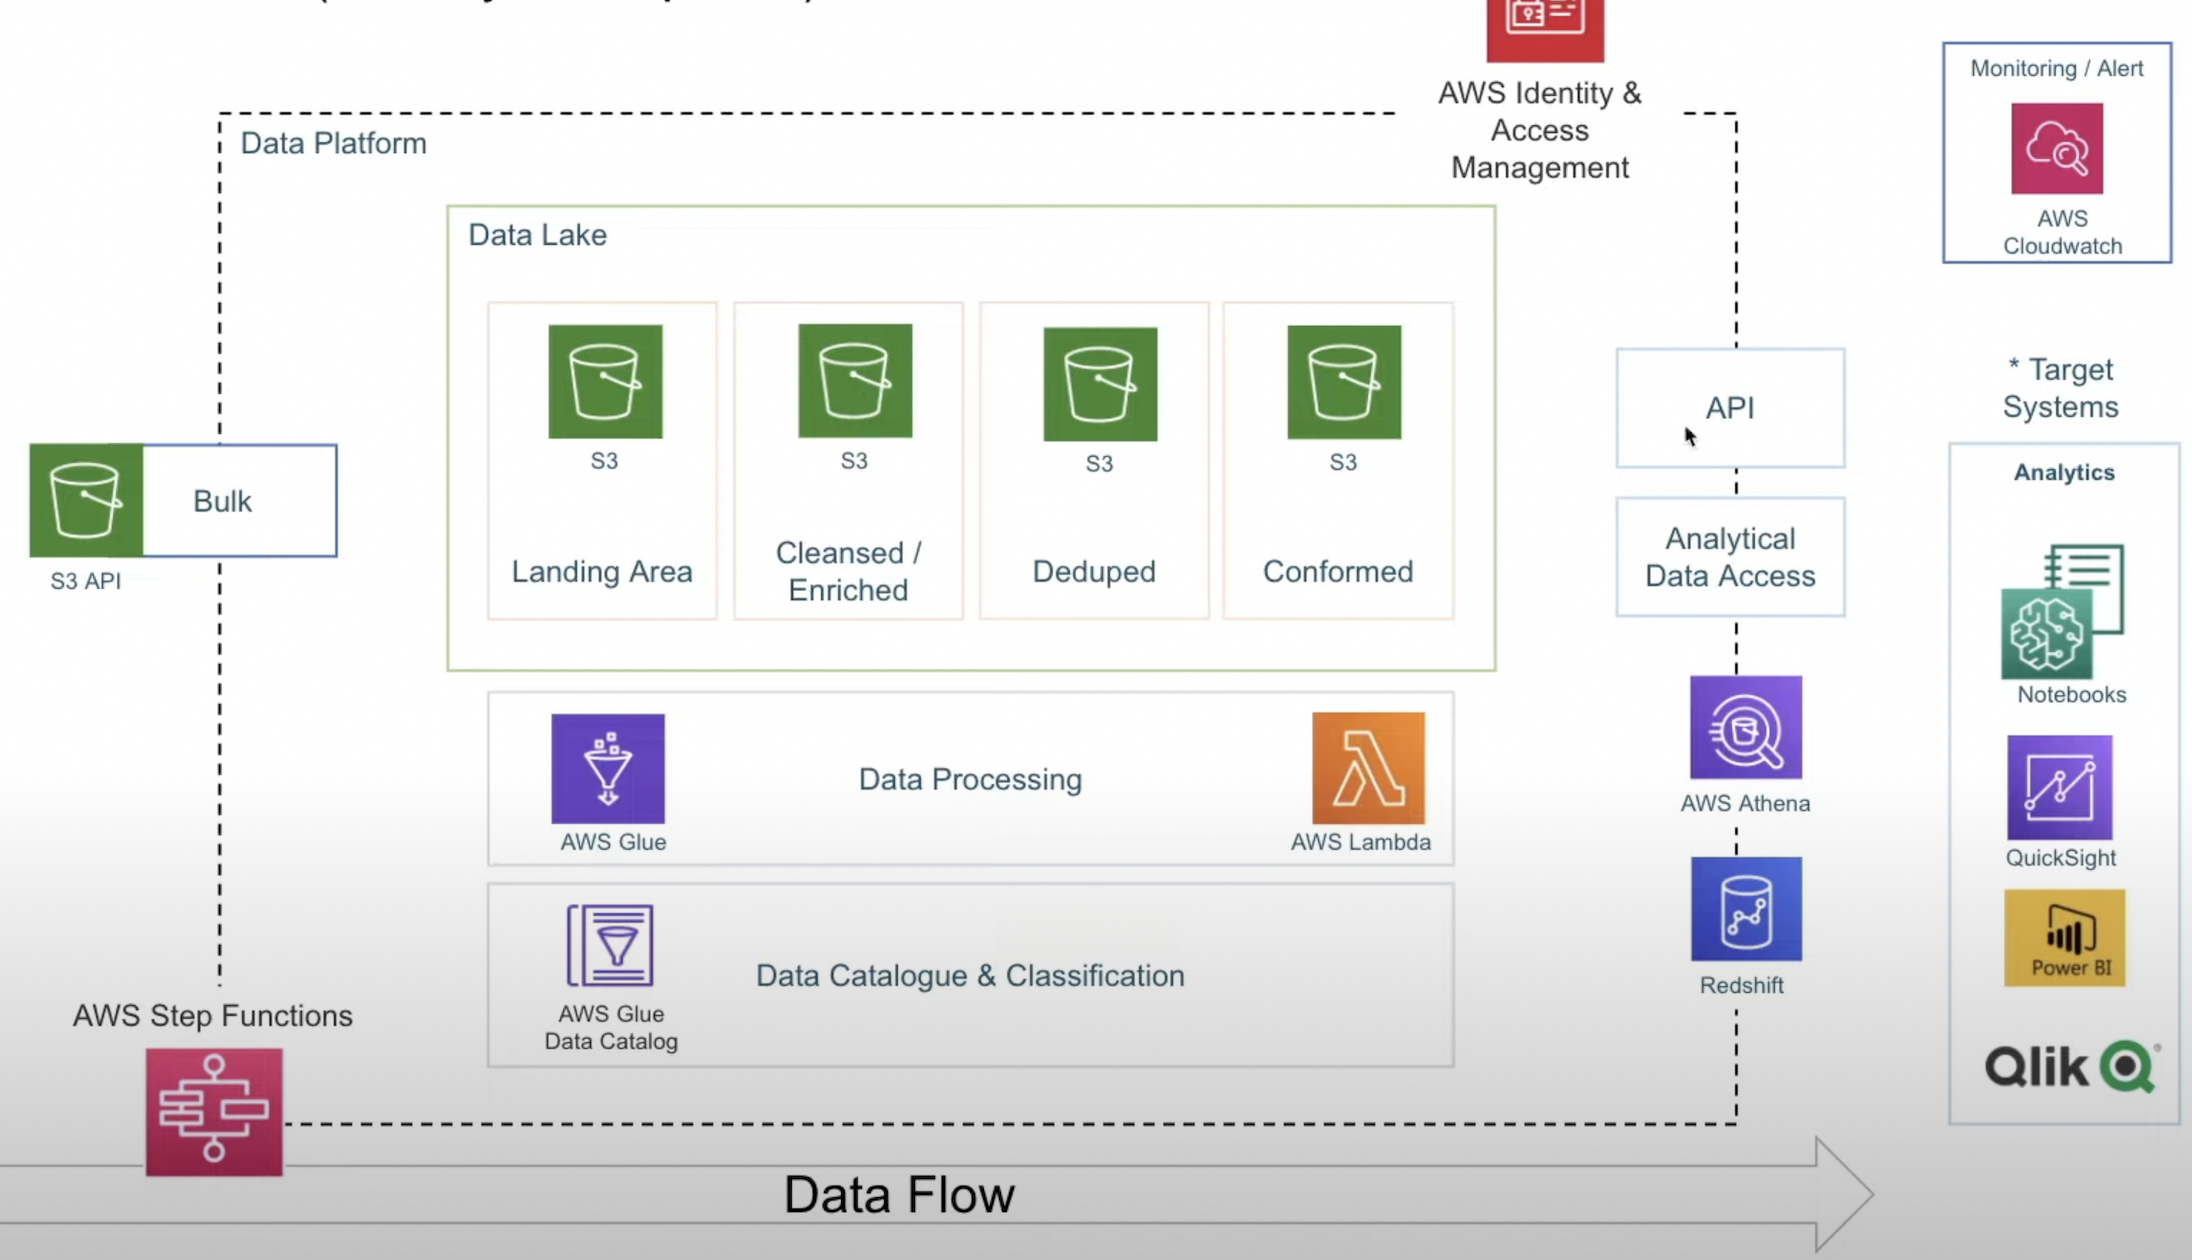 AWS Identity &
Access
Management
Monitoring / Alert
AWS
Cloudwatch
Data Platform
Data Lake
S3
S3
S3
S3
Landing Area
Cleansed /
Enriched
Deduped
Conformed
Bulk
S3 API
API
Analytical
Data Access
* Target
Systems
Analytics
Notebooks
QuickSight
Power BI
Qlik
AWS Glue
Data Processing
AWS Lambda
AWS Athena
Redshift
AWS Glue
Data Catalog
Data Catalogue & Classification
AWS Step Functions
Data Flow